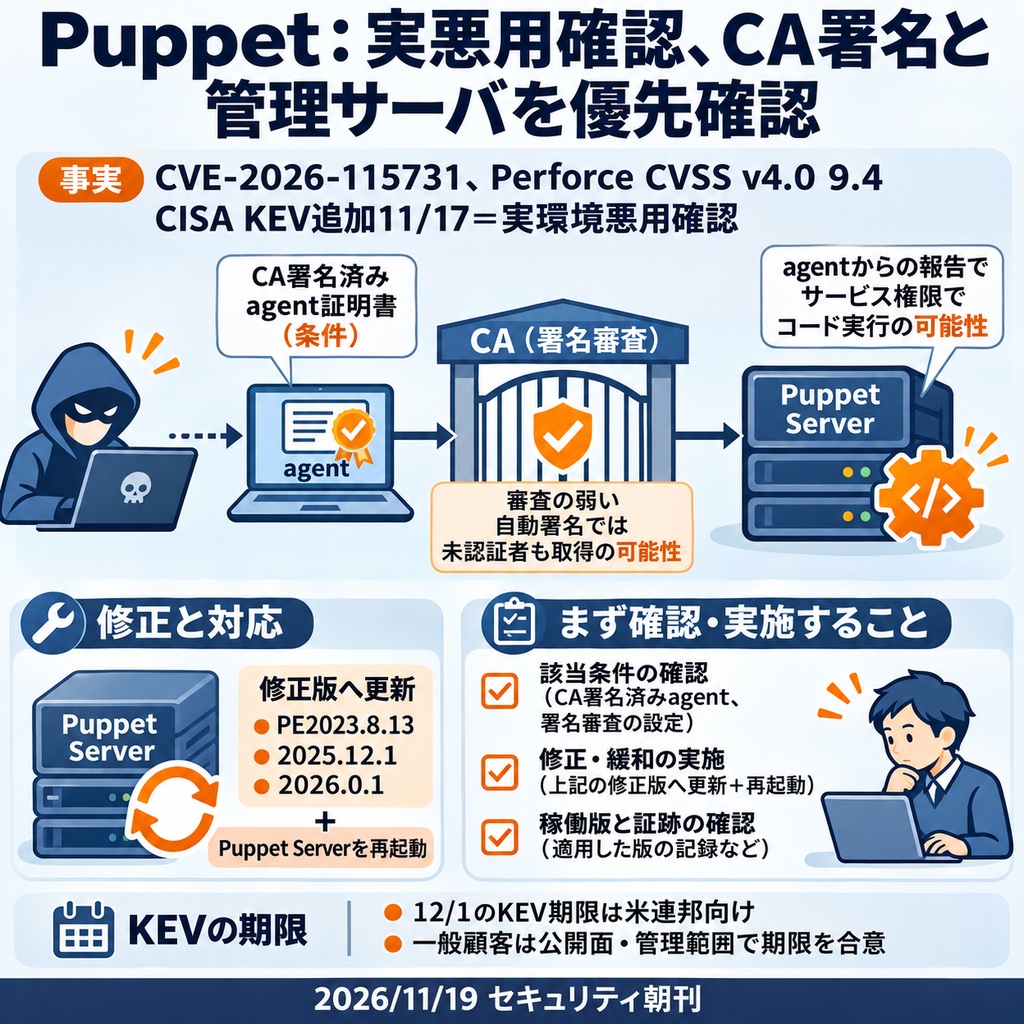 Puppet：実悪用確認、CA署名と
管理サーバを優先確認
事実
CVE-2026-115731、Perforce CVSS v4.0 9.4
CISA KEV追加11/17＝実環境悪用確認
CA署名済み
agent証明書
（条件）
agent
CA（署名審査）
審査の弱い
自動署名では
未認証者も取得の可能性
agentからの報告で
サービス権限で
コード実行の可能性
Puppet
Server
</>
修正と対応
Puppet
Server
修正版へ更新
● PE2023.8.13
● 2025.12.1
● 2026.0.1
+
Puppet Serverを再起動
まず確認・実施すること
該当条件の確認
（CA署名済みagent、
署名審査の設定）
修正・緩和の実施
（上記の修正版へ更新＋再起動）
稼働版と証跡の確認
（適用した版の記録など）
KEVの期限
● 12/1のKEV期限は米連邦向け
● 一般顧客は公開面・管理範囲で期限を合意
2026/11/19 セキュリティ朝刊